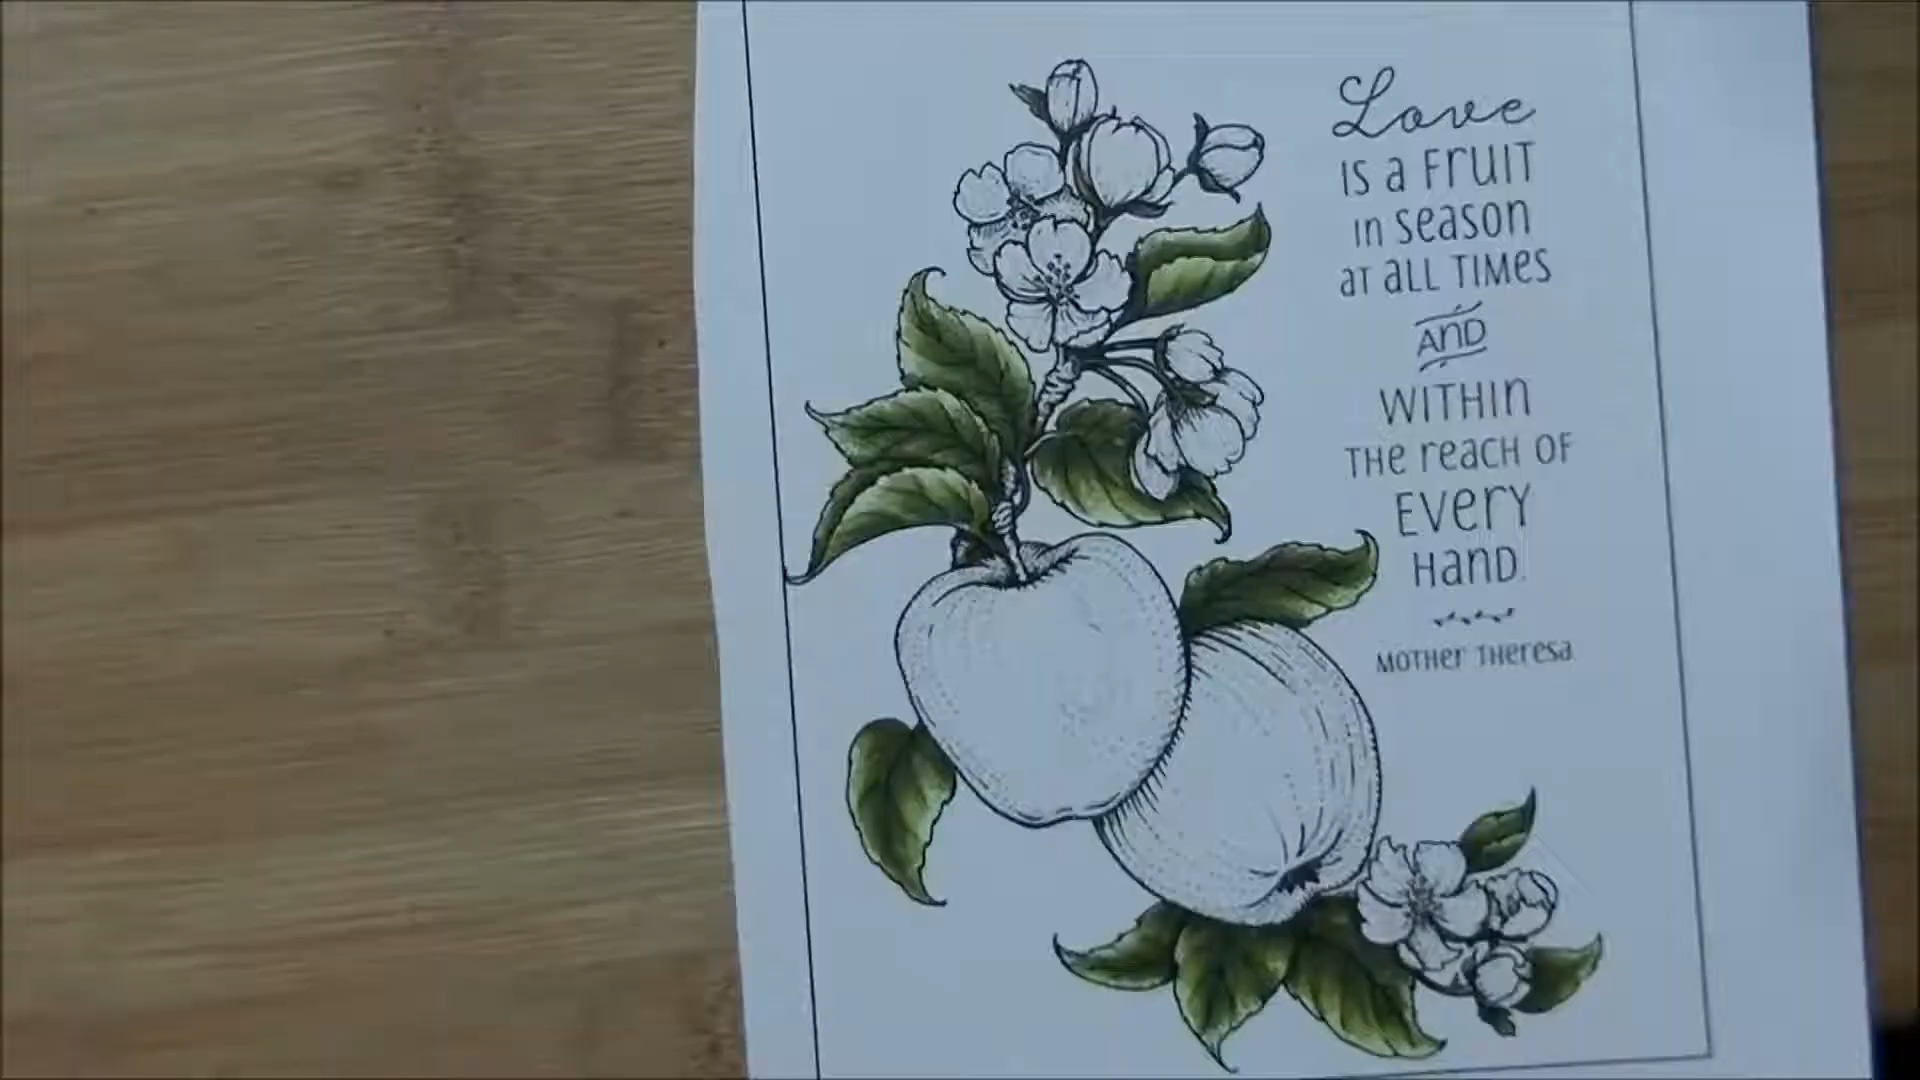 Love
IS a FRUIT
in season
at all TIMES
AND
WITHIN
THE reach OF
EVERY
Hand.
MOTHER THERESA